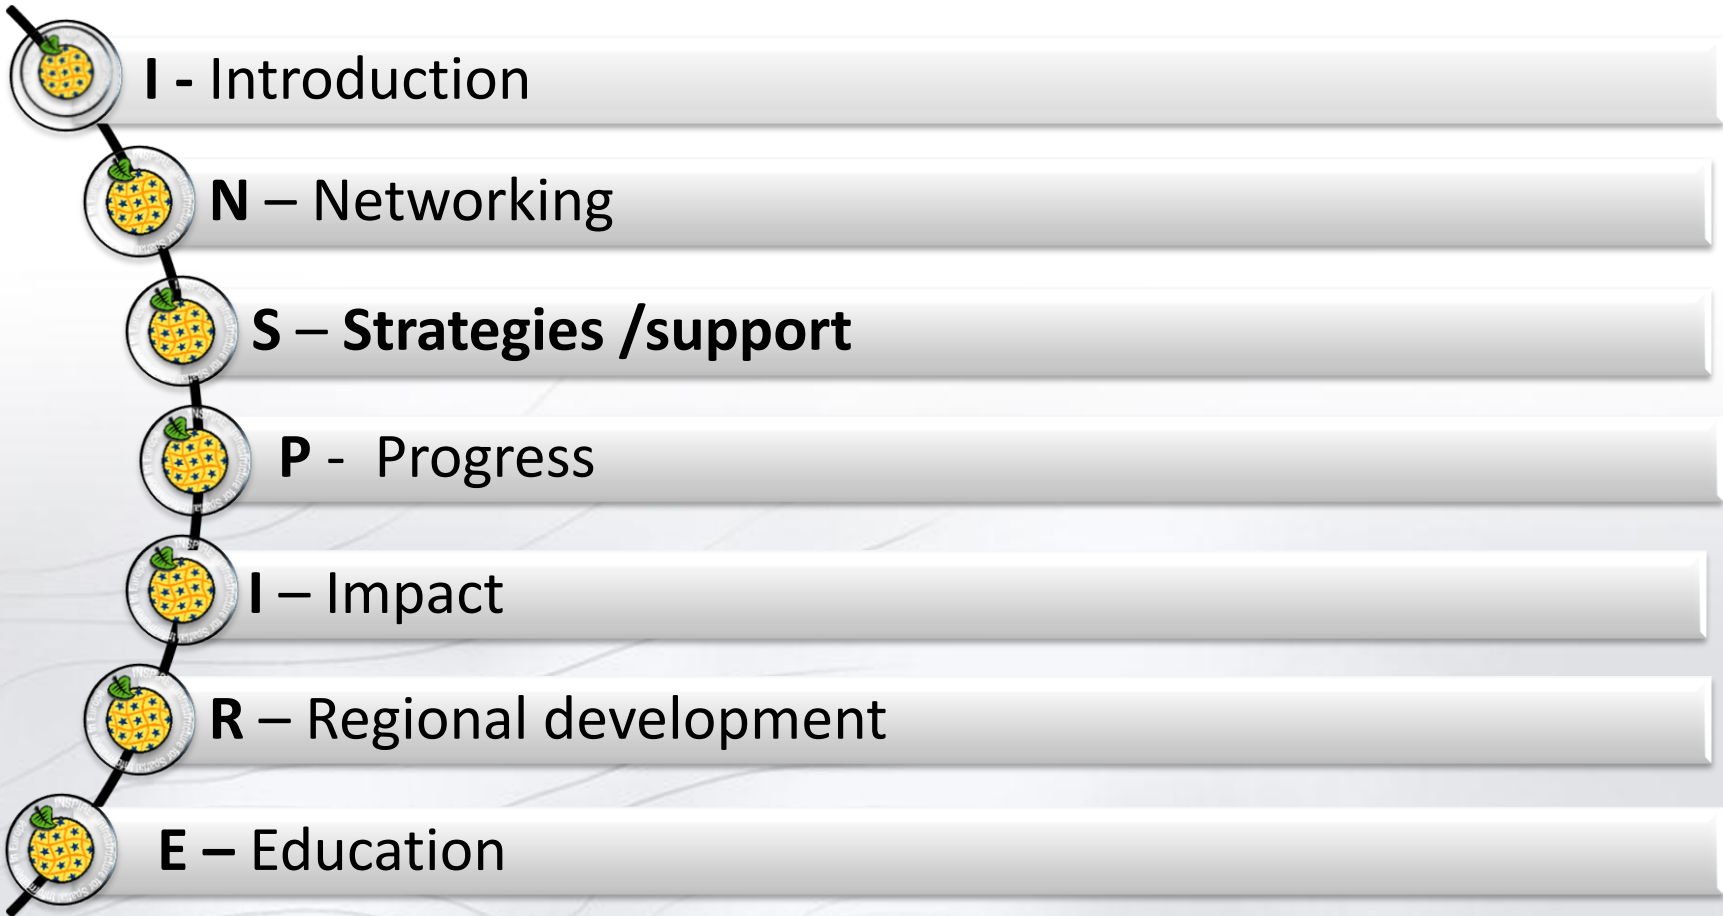 I - Introduction
N – Networking
S – Strategies /support
P - Progress
I – Impact
R – Regional development
E – Education